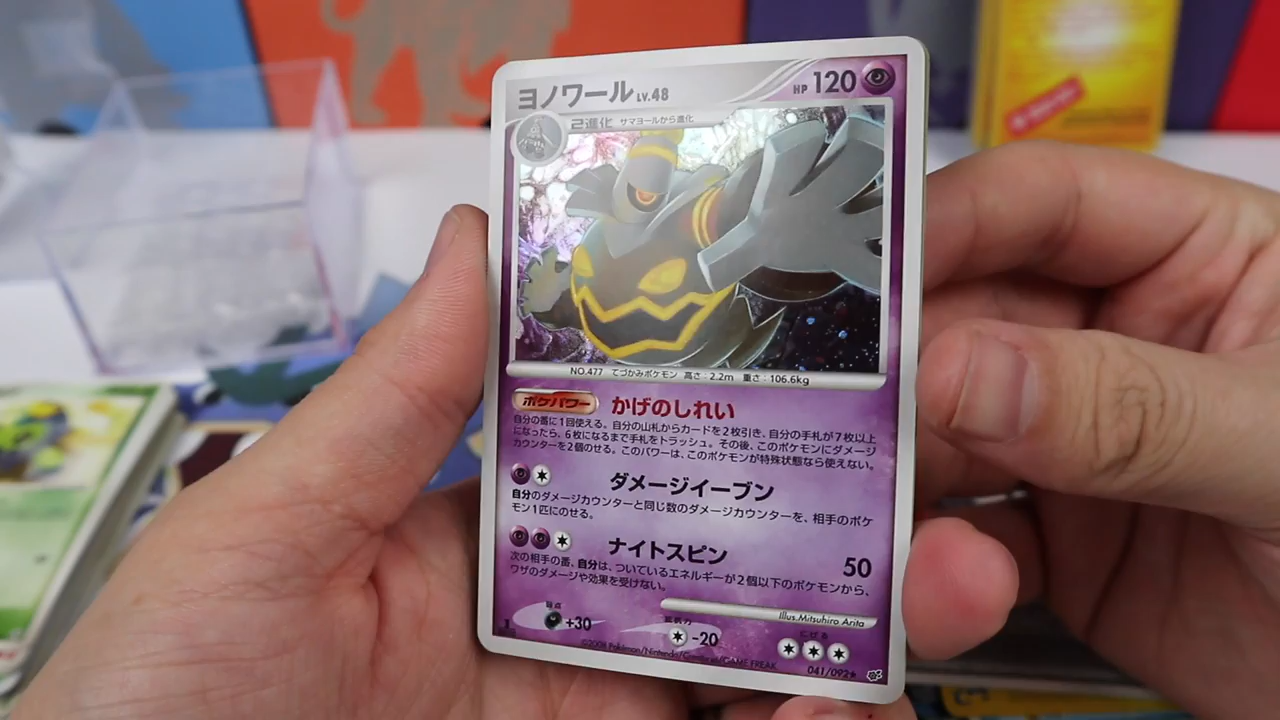 ヨノワール LV.48
HP 120
サマヨールから進化
NO.477 てづかみポケモン 高さ:2.2m 重さ:106.6kg
ポケパワー かげのしれい
自分の番に1回使える。自分の山札からカードを2枚引き、自分の手札が7枚以上
になったら、6枚になるまで手札をトラッシュ。その後、このポケモンにダメージ
カウンターを2個のせる。このパワーは、このポケモンが特殊状態なら使えない。
ダメージイーブン
自分のダメージカウンターと同じ数のダメージカウンターを、相手のポケ
モン1匹にのせる。
ナイトスピン 50
次の相手の番、自分は、ついているエネルギーが2個以下のポケモンから、
ワザのダメージや効果を受けない。
Illus.Mitsuhiro Arita
弱点 +30
抵抗力 -20
にげる
©2008 Pokémon/Nintendo/Creatures/GAME FREAK
041/092★